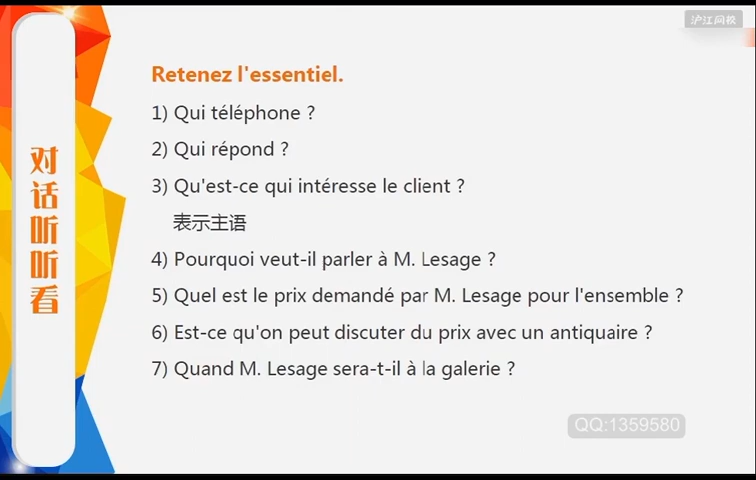 沪江网校
Retenez l'essentiel.
1) Qui téléphone ?
2) Qui répond ?
3) Qu'est-ce qui intéresse le client ?
表示主语
4) Pourquoi veut-il parler à M. Lesage ?
5) Quel est le prix demandé par M. Lesage pour l'ensemble ?
6) Est-ce qu'on peut discuter du prix avec un antiquaire ?
7) Quand M. Lesage sera-t-il à la galerie ?
对话听听看
QQ:1359580